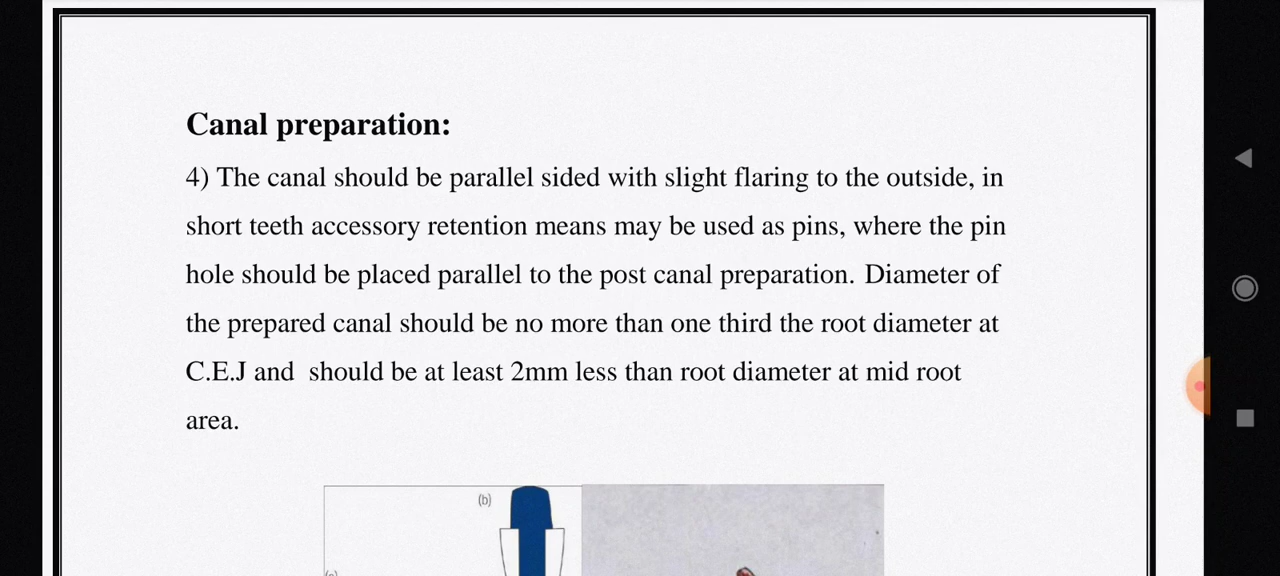 Canal preparation:
4) The canal should be parallel sided with slight flaring to the outside, in
short teeth accessory retention means may be used as pins, where the pin
hole should be placed parallel to the post canal preparation. Diameter of
the prepared canal should be no more than one third the root diameter at
C.E.J and  should be at least 2mm less than root diameter at mid root
area.
(b)